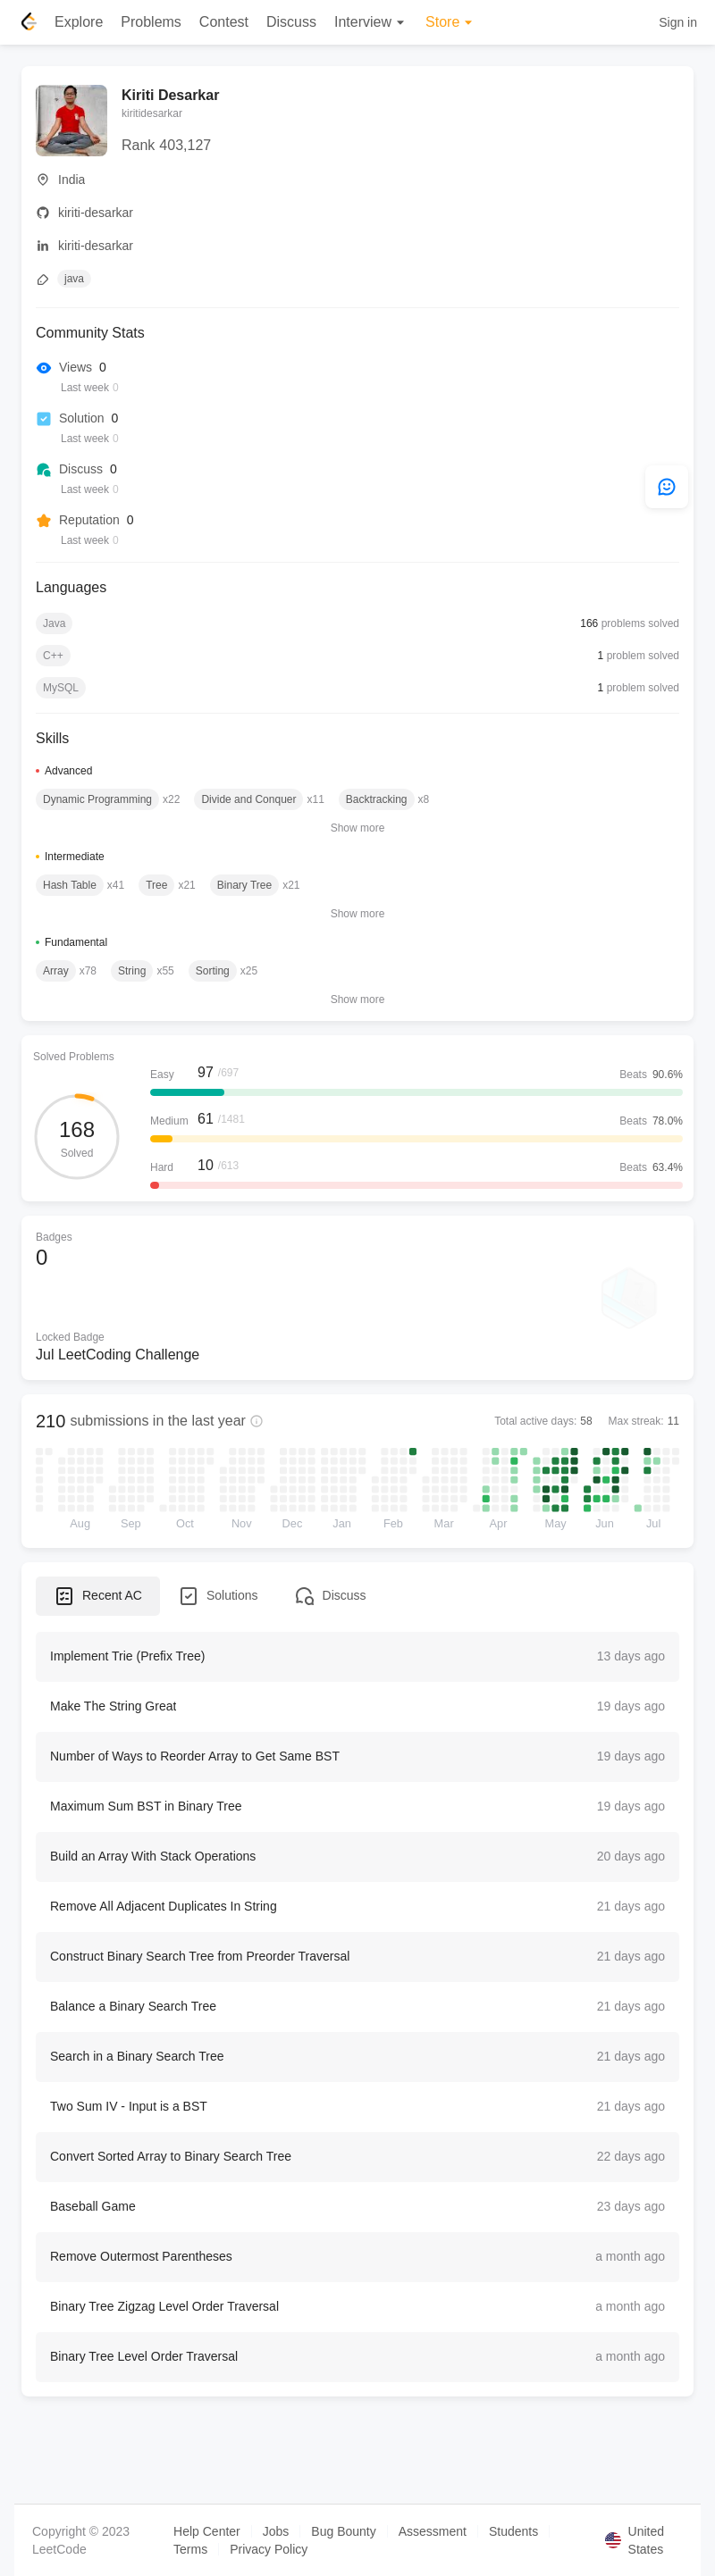 Explore Problems Contest Discuss Interview Store Sign in
Kiriti Desarkar
kiritidesarkar
Rank 403,127
India
kiriti-desarkar
kiriti-desarkar
java
Community Stats
Views 0
Last week 0
Solution 0
Last week 0
Discuss 0
Last week 0
Reputation 0
Last week 0
Languages
Java 166 problems solved
C++ 1 problem solved
MySQL 1 problem solved
Skills
Advanced
Dynamic Programming x22 Divide and Conquer x11 Backtracking x8
Show more
Intermediate
Hash Table x41 Tree x21 Binary Tree x21
Show more
Fundamental
Array x78 String x55 Sorting x25
Show more
Solved Problems
168
Solved
Easy 97 /697 Beats 90.6%
Medium 61 /1481 Beats 78.0%
Hard 10 /613 Beats 63.4%
Badges
0
Locked Badge
Jul LeetCoding Challenge
210 submissions in the last year Total active days: 58 Max streak: 11
Aug Sep Oct Nov Dec Jan Feb Mar Apr May Jun Jul
Recent AC Solutions Discuss
Implement Trie (Prefix Tree) 13 days ago
Make The String Great 19 days ago
Number of Ways to Reorder Array to Get Same BST 19 days ago
Maximum Sum BST in Binary Tree 19 days ago
Build an Array With Stack Operations 20 days ago
Remove All Adjacent Duplicates In String 21 days ago
Construct Binary Search Tree from Preorder Traversal 21 days ago
Balance a Binary Search Tree 21 days ago
Search in a Binary Search Tree 21 days ago
Two Sum IV - Input is a BST 21 days ago
Convert Sorted Array to Binary Search Tree 22 days ago
Baseball Game 23 days ago
Remove Outermost Parentheses a month ago
Binary Tree Zigzag Level Order Traversal a month ago
Binary Tree Level Order Traversal a month ago
Copyright © 2023
LeetCode
Help Center Jobs Bug Bounty Assessment Students
Terms Privacy Policy
United
States